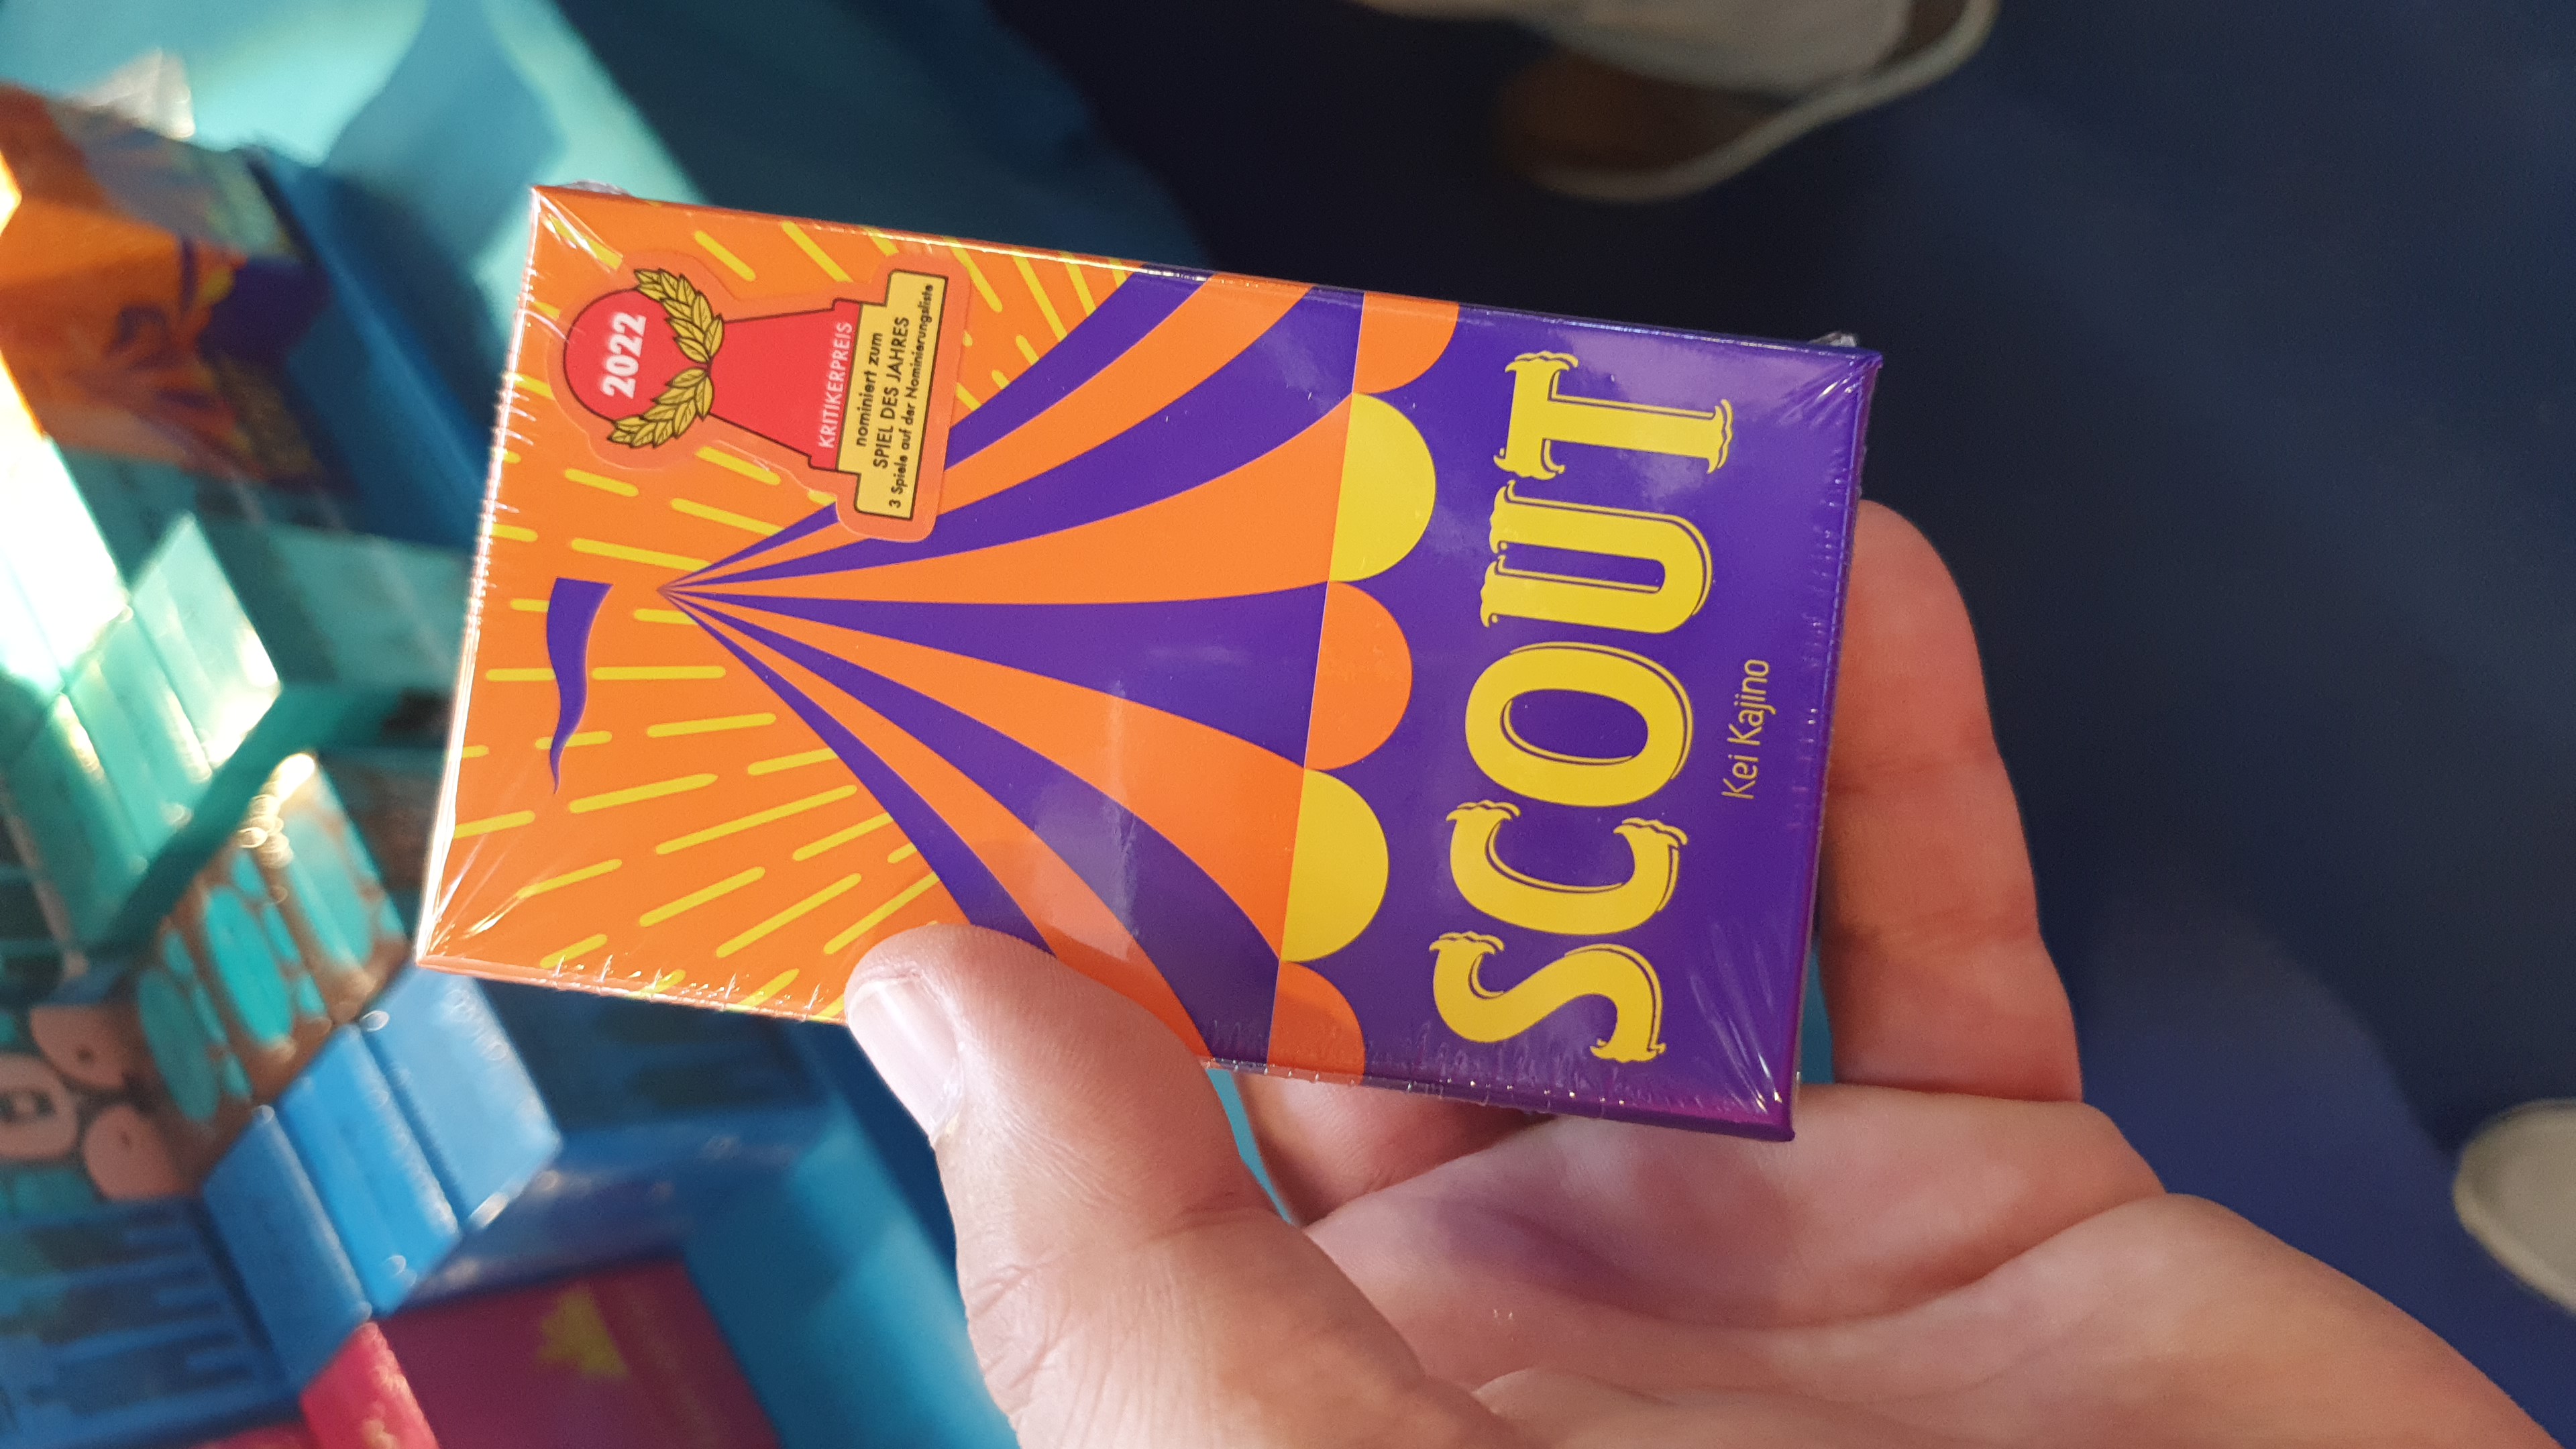 2022
KRITIKERPREIS
nominiert zum
SPIEL DES JAHRES
3 Spiele auf der Nominierungsliste
SCOUT
Kei Kajino